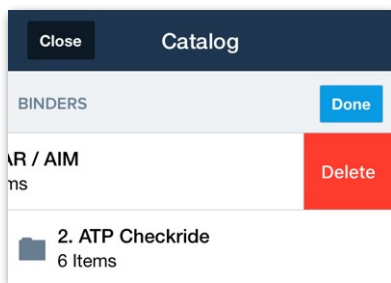 Close Catalog
BINDERS Done
AR / AIM
ms
Delete
2. ATP Checkride
6 Items